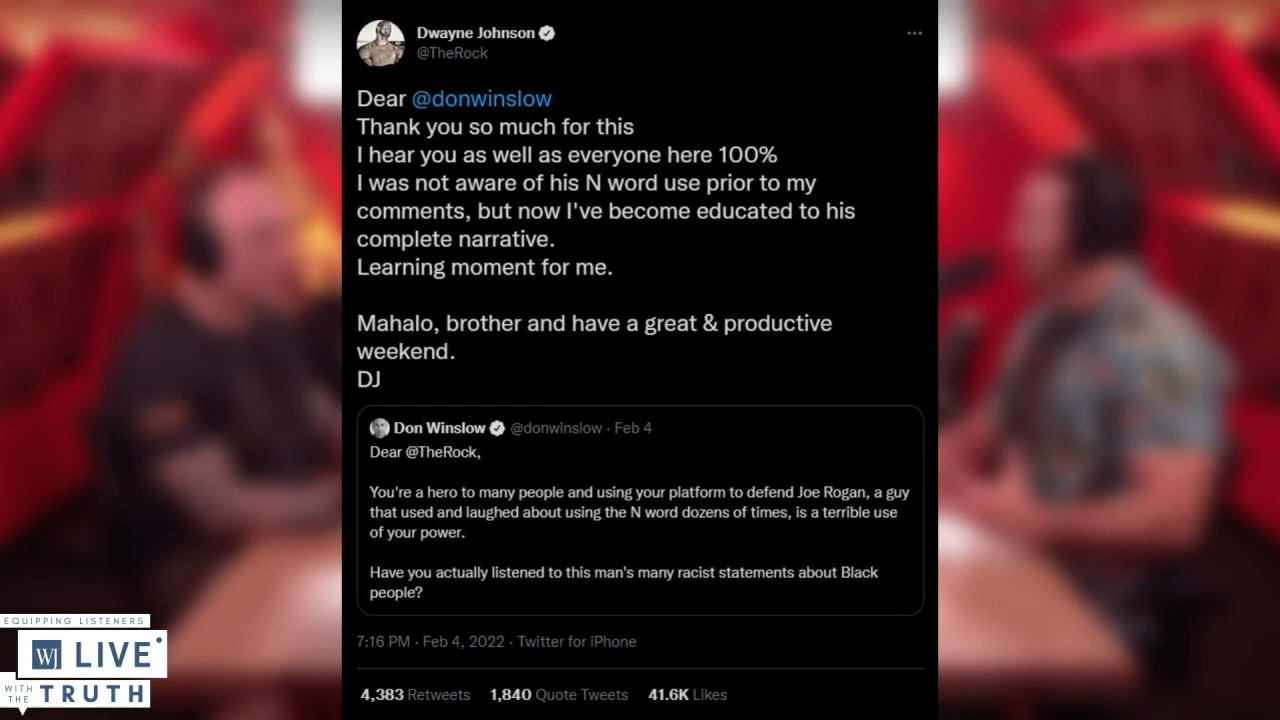 Dwayne Johnson
@TheRock
Dear @donwinslow
Thank you so much for this
I hear you as well as everyone here 100%
I was not aware of his N word use prior to my
comments, but now I've become educated to his
complete narrative.
Learning moment for me.
Mahalo, brother and have a great & productive
weekend.
DJ
Don Winslow @donwinslow · Feb 4
Dear @TheRock,
You're a hero to many people and using your platform to defend Joe Rogan, a guy
that used and laughed about using the N word dozens of times, is a terrible use
of your power.
Have you actually listened to this man's many racist statements about Black
people?
7:16 PM · Feb 4, 2022 · Twitter for iPhone
4,383 Retweets 1,840 Quote Tweets 41.6K Likes
EQUIPPING LISTENERS
WJ LIVE
WITH THE TRUTH